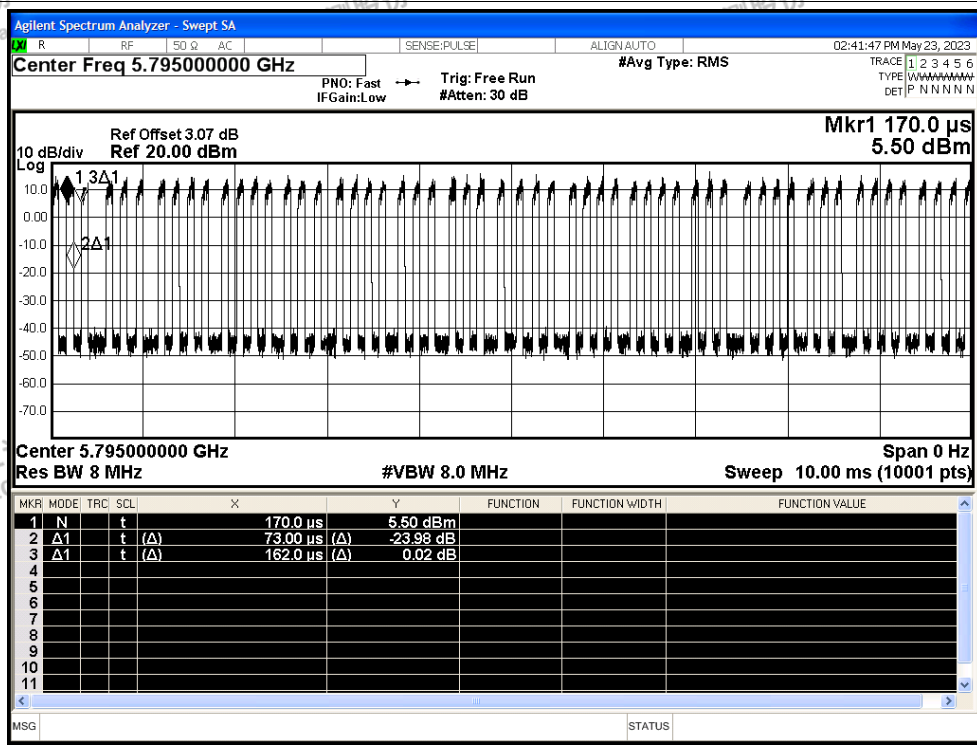 Agilent Spectrum Analyzer - Swept SA
LXI R RF 50 Ω AC SENSE:PULSE ALIGN AUTO 02:41:47 PM May 23, 2023
Center Freq 5.795000000 GHz #Avg Type: RMS TRACE 1 2 3 4 5 6
PNO: Fast Trig: Free Run TYPE
IFGain:Low #Atten: 30 dB DET P N N N N N
Mkr1 170.0 µs
Ref Offset 3.07 dB
10 dB/div Ref 20.00 dBm 5.50 dBm
Log
1,3Δ1
10.0
0.00
2Δ1
-10.0
-20.0
-30.0
-40.0
-50.0
-60.0
-70.0
Center 5.795000000 GHz Span 0 Hz
Res BW 8 MHz #VBW 8.0 MHz Sweep 10.00 ms (10001 pts)
MKR MODE TRC SCL X Y FUNCTION FUNCTION WIDTH FUNCTION VALUE
1 N t 170.0 µs 5.50 dBm
2 Δ1 t (Δ) 73.00 µs (Δ) -23.98 dB
3 Δ1 t (Δ) 162.0 µs (Δ) 0.02 dB
4
5
6
7
8
9
10
11
MSG STATUS